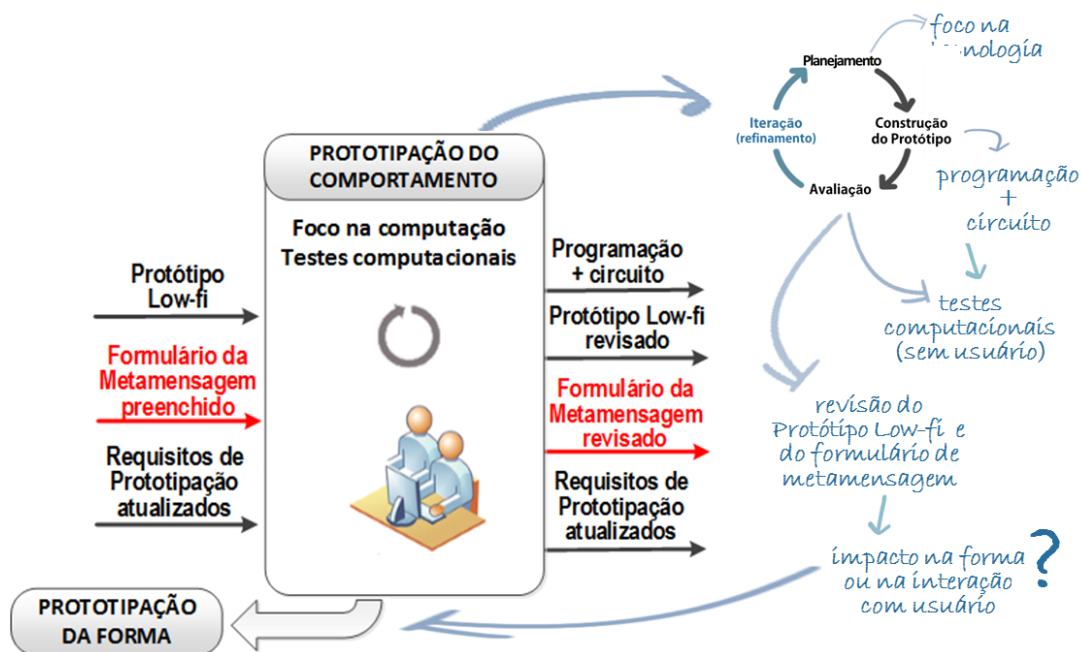 PROTOTIPAÇÃO DO
COMPORTAMENTO
Foco na computação
Testes computacionais
Protótipo
Low-fi
Formulário da
Metamensagem
preenchido
Requisitos de
Prototipação
atualizados
Programação
+ circuito
Protótipo Low-fi
revisado
Formulário da
Metamensagem
revisado
Requisitos de
Prototipação
atualizados
PROTOTIPAÇÃO
DA FORMA
foco na
Planejamento
Construção
do Protótipo
Avaliação
Iteração
(refinamento)
programação
+
circuito
testes
computacionais
(sem usuário)
revisão do
Protótipo Low-fi e
do formulário de
metamensagem
impacto na forma
ou na interação
com usuário
?